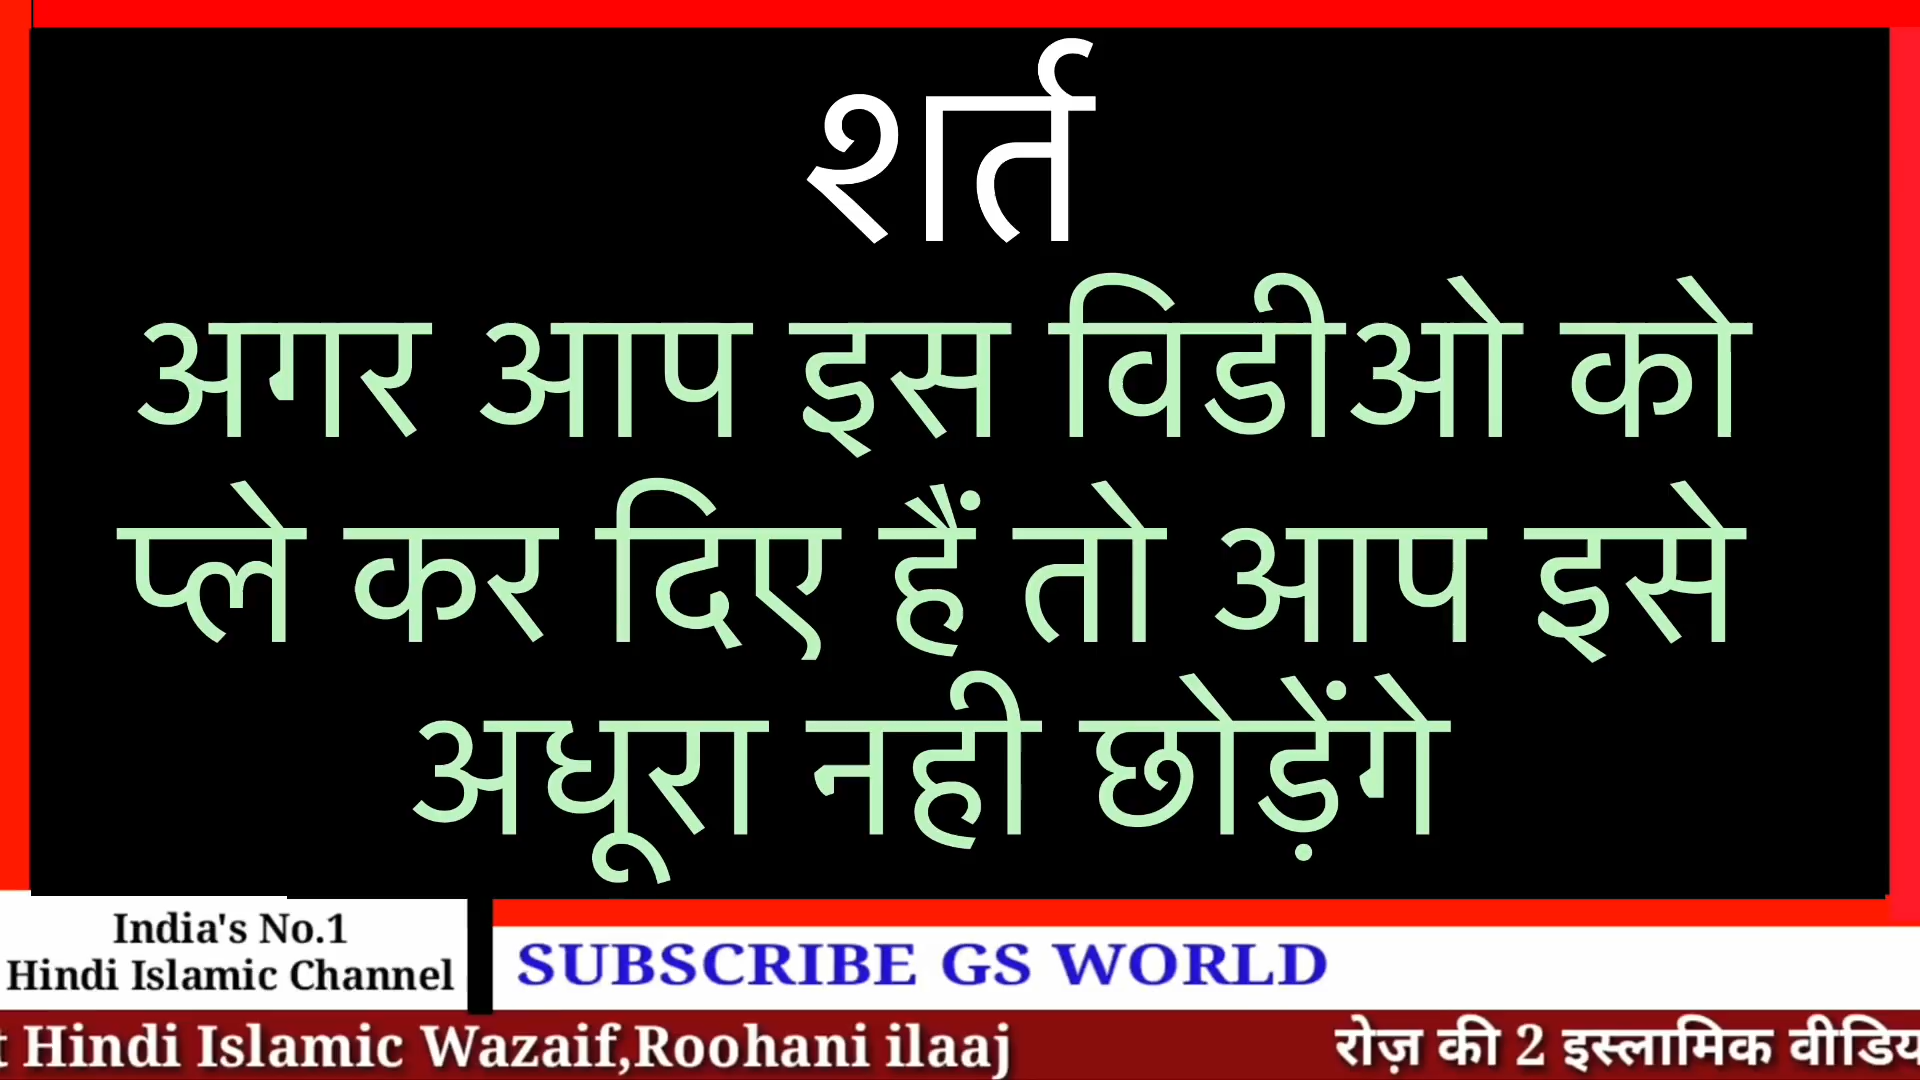 शर्त
अगर आप इस विडीओ को
प्ले कर दिए हैं तो आप इसे
अधूरा नही छोड़ेंगे
India's No.1
Hindi Islamic Channel
SUBSCRIBE GS WORLD
t Hindi Islamic Wazaif,Roohani ilaaj
रोज़ की 2 इस्लामिक वीडिय